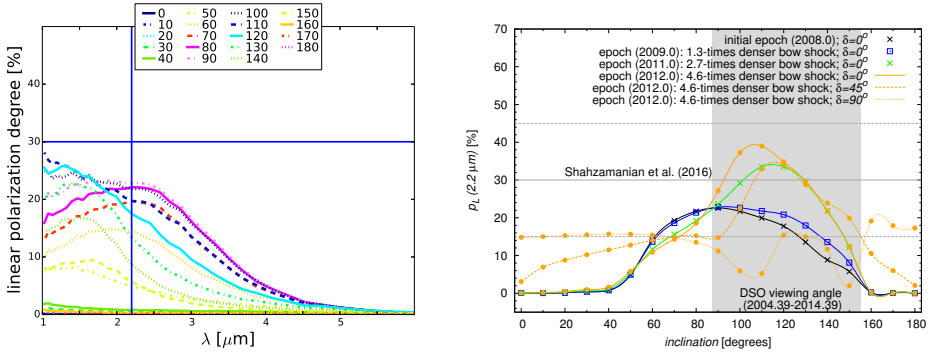 0 50 100 150
10 60 110 160
20 70 120 170
30 80 130 180
40 90 140
linear polarization degree [%]
50
40
30
20
10
0
1 2 3 4 5
λ [μm]
p_L (2.2 μm) [%]
70
60
50
40
30
20
10
0
initial epoch (2008.0); δ=0°
epoch (2009.0): 1.3-times denser bow shock; δ=0°
epoch (2011.0): 2.7-times denser bow shock; δ=0°
epoch (2012.0): 4.6-times denser bow shock; δ=0°
epoch (2012.0): 4.6-times denser bow shock; δ=45°
epoch (2012.0): 4.6-times denser bow shock; δ=90°
Shahzamanian et al. (2016)
DSO viewing angle
(2004.39-2014.39)
0 20 40 60 80 100 120 140 160 180
inclination [degrees]